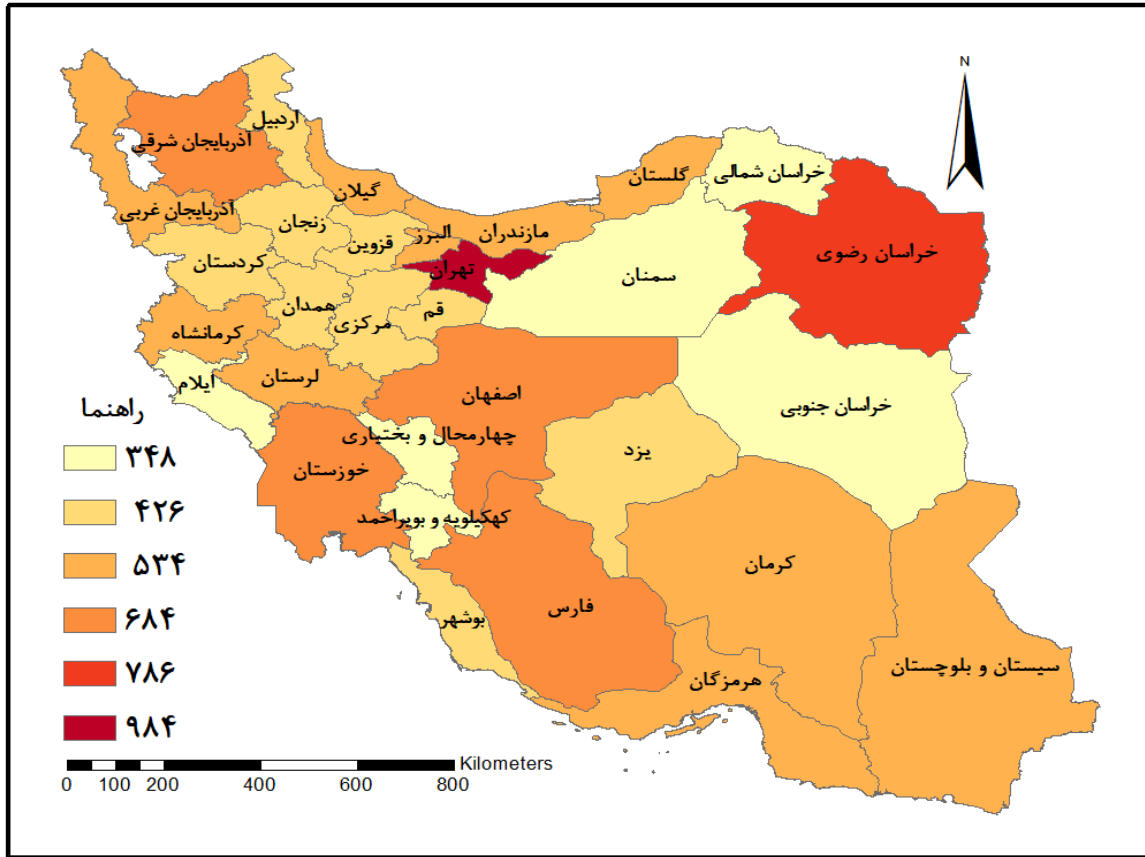 N
اردبیل
آذربایجان شرقی
گلستان
خراسان شمالی
گیلان
آذربایجان غربی
زنجان
قزوین
البرز
مازندران
خراسان رضوی
کردستان
تهران
سمنان
همدان
مرکزی
قم
کرمانشاه
ایلام
لرستان
اصفهان
خراسان جنوبی
راهنما
چهارمحال و بختیاری
یزد
۳۴۸
خوزستان
۴۲۶
کهکیلویه و بویراحمد
۵۳۴
کرمان
فارس
بوشهر
۶۸۴
سیستان و بلوچستان
هرمزگان
۷۸۶
۹۸۴
Kilometers
0 100 200 400 600 800